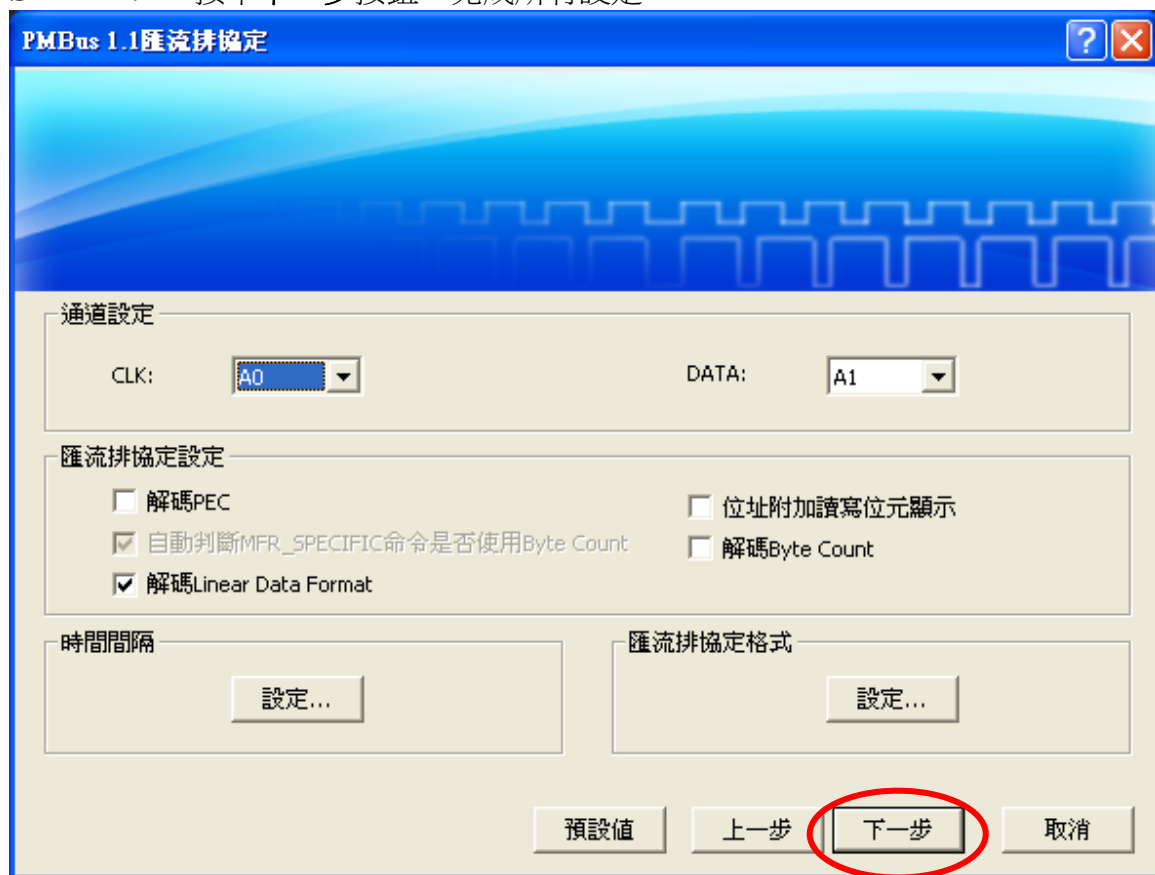 PMBus 1.1匯流排協定
通道設定
CLK: A0 DATA: A1
匯流排協定設定
解碼PEC 位址附加讀寫位元顯示
自動判斷MFR_SPECIFIC命令是否使用Byte Count 解碼Byte Count
解碼Linear Data Format
時間間隔 匯流排協定格式
設定... 設定...
預設值 上一步 下一步 取消